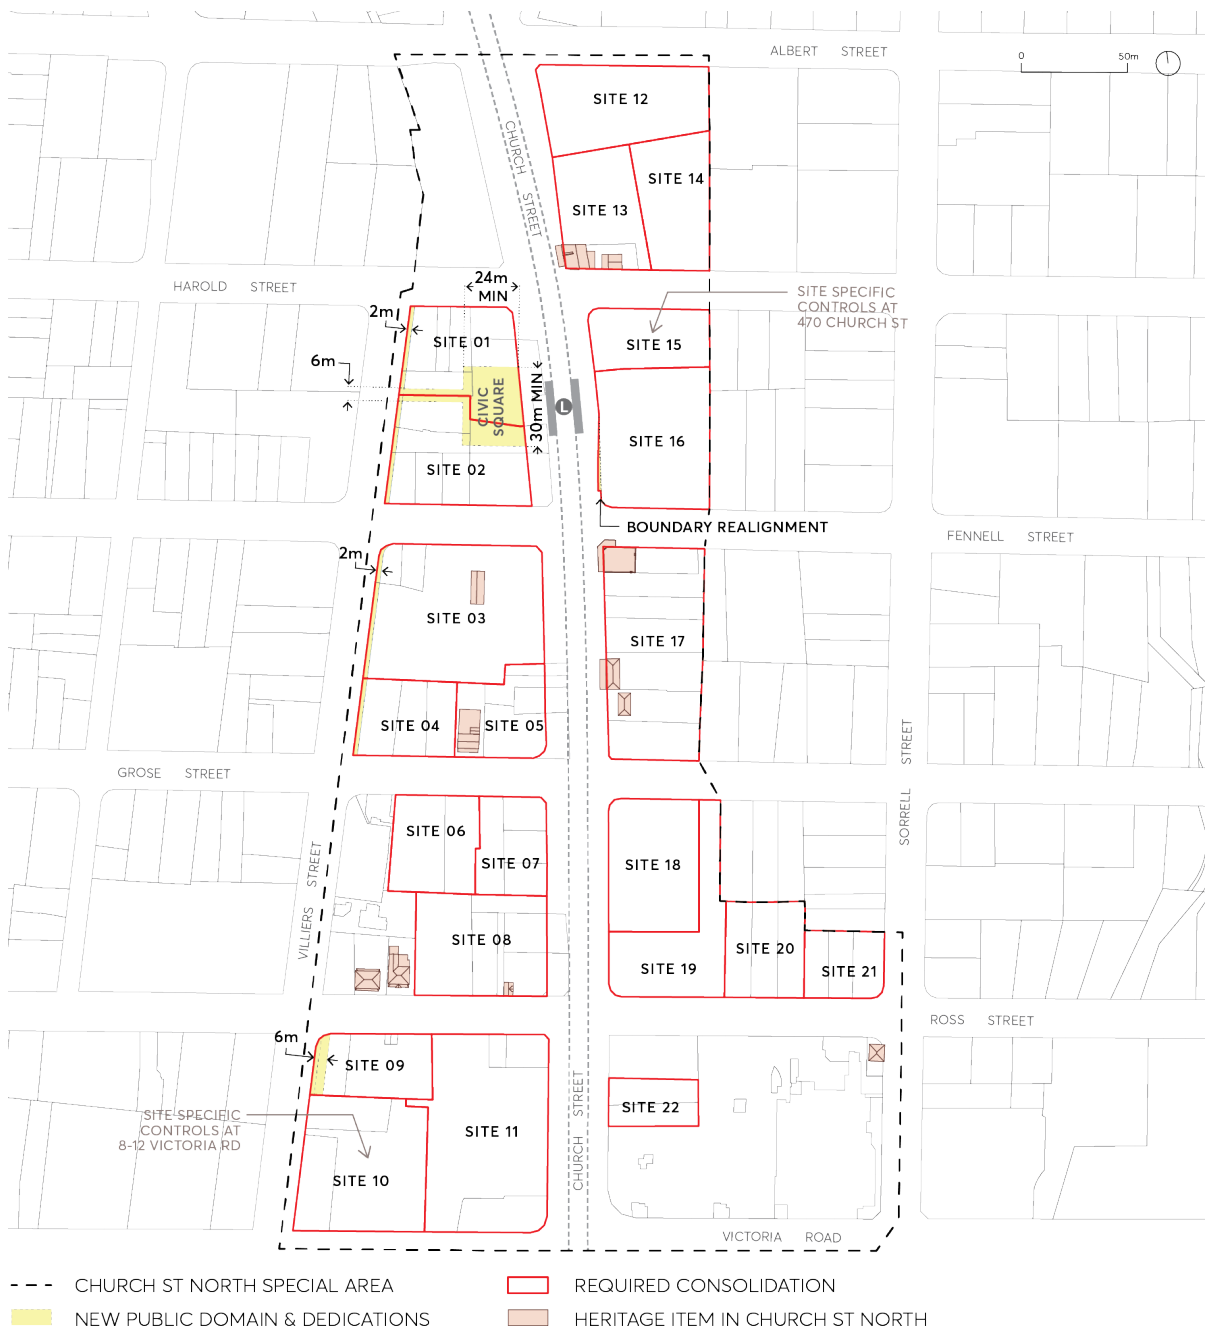 ALBERT STREET
0 50m
SITE 12
CHURCH STREET
SITE 14
SITE 13
HAROLD STREET
24m
MIN
SITE SPECIFIC
CONTROLS AT
470 CHURCH ST
2m
SITE 01
SITE 15
6m
CIVIC
SQUARE
30m MIN
L
SITE 16
SITE 02
BOUNDARY REALIGNMENT
FENNELL STREET
2m
SITE 03
SITE 17
SITE 04
SITE 05
SORRELL STREET
GROSE STREET
SITE 06
SITE 07
SITE 18
VILLIERS STREET
SITE 08
SITE 20
SITE 19
SITE 21
ROSS STREET
6m
SITE 09
SITE SPECIFIC
CONTROLS AT
8-12 VICTORIA RD
SITE 22
SITE 11
CHURCH STREET
SITE 10
VICTORIA ROAD
CHURCH ST NORTH SPECIAL AREA
REQUIRED CONSOLIDATION
NEW PUBLIC DOMAIN & DEDICATIONS
HERITAGE ITEM IN CHURCH ST NORTH